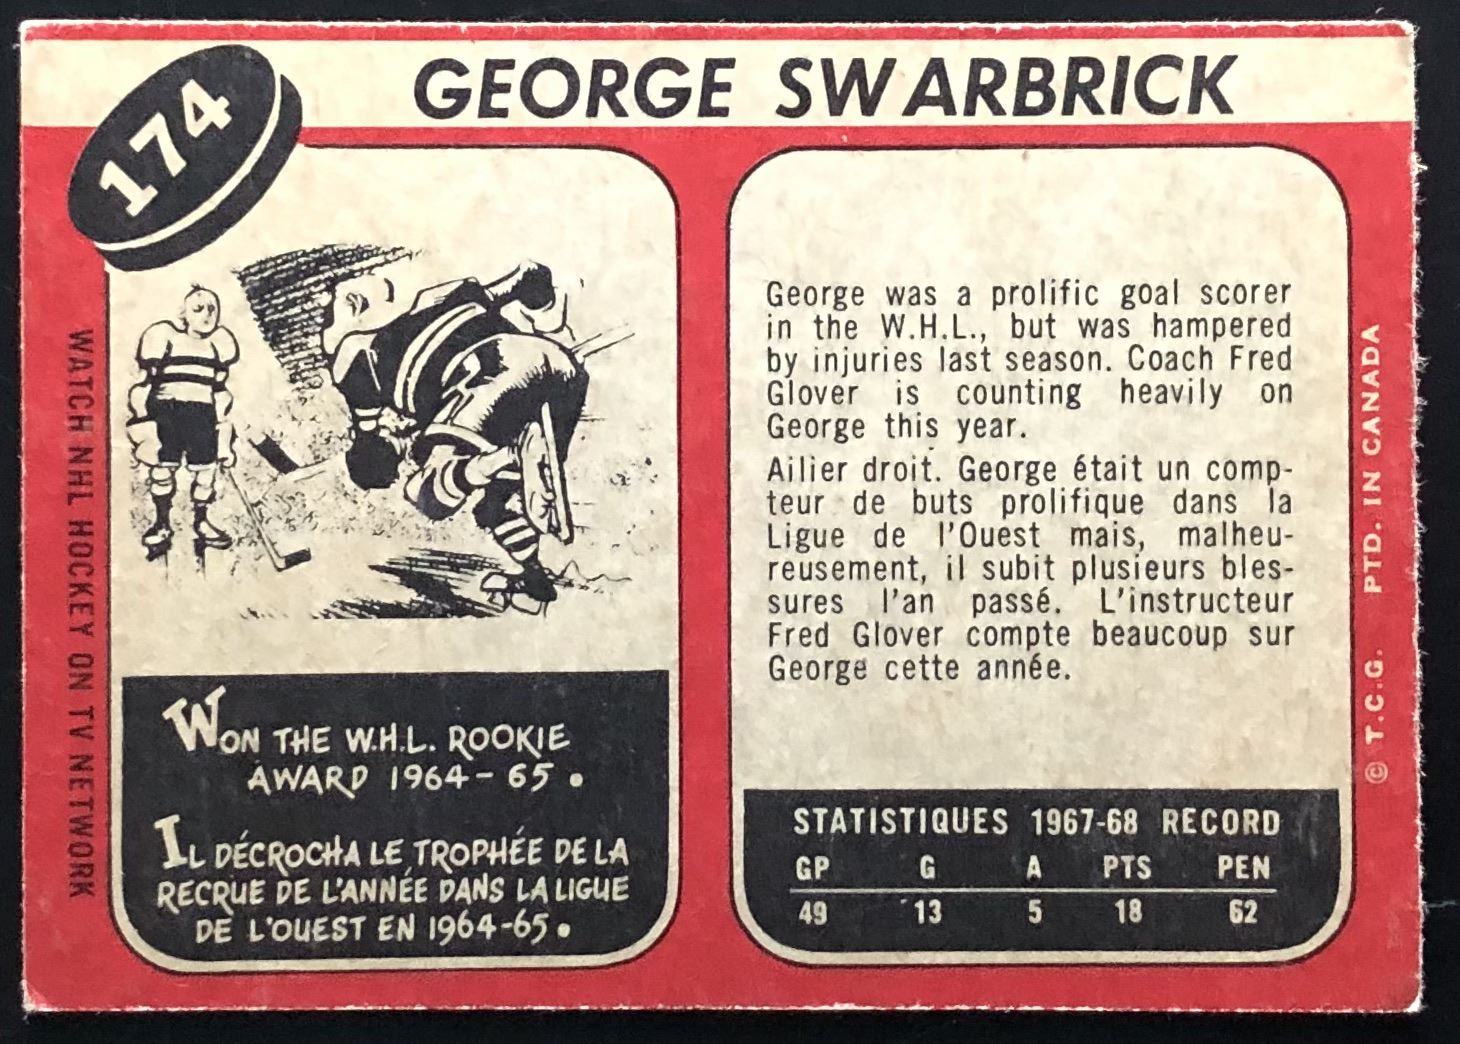 174
GEORGE SWARBRICK
WATCH NHL HOCKEY ON TV NETWORK
WON THE W.H.L. ROOKIE
AWARD 1964-65.
IL DÉCROCHA LE TROPHÉE DE LA
RECRUE DE L'ANNÉE DANS LA LIGUE
DE L'OUEST EN 1964-65.
George was a prolific goal scorer
in the W.H.L., but was hampered
by injuries last season. Coach Fred
Glover is counting heavily on
George this year.
Ailier droit. George était un comp-
teur de buts prolifique dans la
Ligue de l'Ouest mais, malheu-
reusement, il subit plusieurs bles-
sures l'an passé. L'instructeur
Fred Glover compte beaucoup sur
George cette année.
STATISTIQUES 1967-68 RECORD
GP G A PTS PEN
49 13 5 18 62
© T.C.G. PTD. IN CANADA